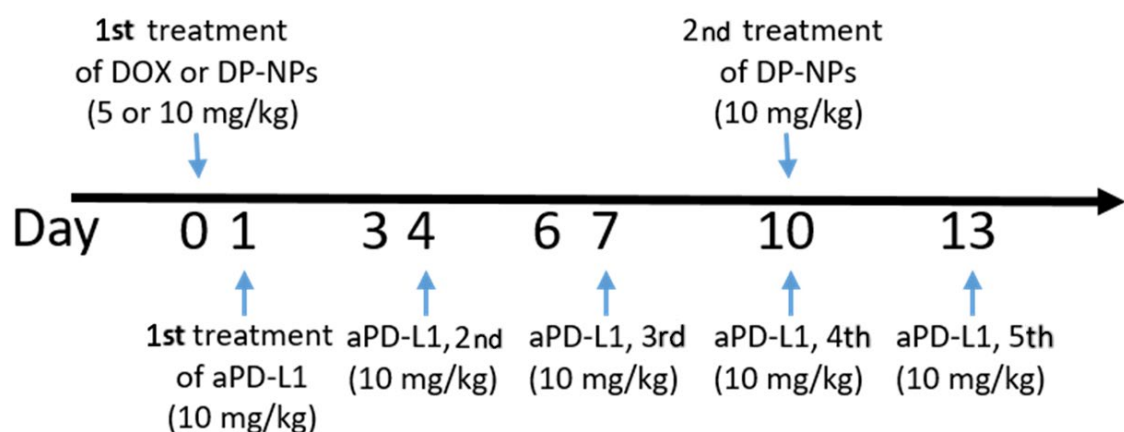 1st treatment
of DOX or DP-NPs
(5 or 10 mg/kg)
2nd treatment
of DP-NPs
(10 mg/kg)
Day 0 1 3 4 6 7 10 13
1st treatment
of aPD-L1
(10 mg/kg)
aPD-L1, 2nd
(10 mg/kg)
aPD-L1, 3rd
(10 mg/kg)
aPD-L1, 4th
(10 mg/kg)
aPD-L1, 5th
(10 mg/kg)